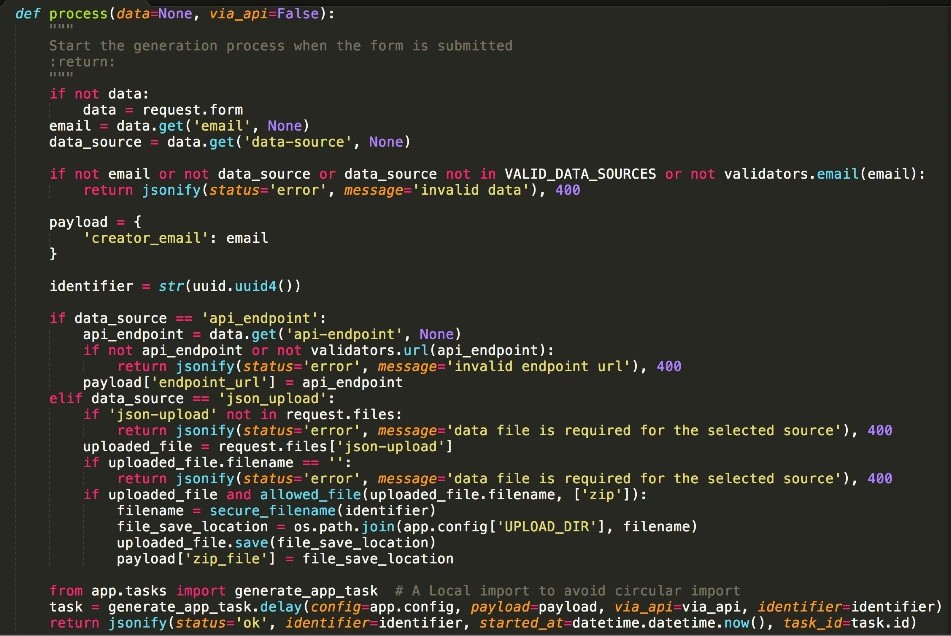 def process(data=None, via_api=False):
    """
    Start the generation process when the form is submitted
    :return:
    """
    if not data:
        data = request.form
    email = data.get('email', None)
    data_source = data.get('data-source', None)

    if not email or not data_source or data_source not in VALID_DATA_SOURCES or not validators.email(email):
        return jsonify(status='error', message='invalid data'), 400

    payload = {
        'creator_email': email
    }

    identifier = str(uuid.uuid4())

    if data_source == 'api_endpoint':
        api_endpoint = data.get('api-endpoint', None)
        if not api_endpoint or not validators.url(api_endpoint):
            return jsonify(status='error', message='invalid endpoint url'), 400
        payload['endpoint_url'] = api_endpoint
    elif data_source == 'json_upload':
        if 'json-upload' not in request.files:
            return jsonify(status='error', message='data file is required for the selected source'), 400
        uploaded_file = request.files['json-upload']
        if uploaded_file.filename == '':
            return jsonify(status='error', message='data file is required for the selected source'), 400
        if uploaded_file and allowed_file(uploaded_file.filename, ['zip']):
            filename = secure_filename(identifier)
            file_save_location = os.path.join(app.config['UPLOAD_DIR'], filename)
            uploaded_file.save(file_save_location)
            payload['zip_file'] = file_save_location

    from app.tasks import generate_app_task  # A Local import to avoid circular import
    task = generate_app_task.delay(config=app.config, payload=payload, via_api=via_api, identifier=identifier)
    return jsonify(status='ok', identifier=identifier, started_at=datetime.datetime.now(), task_id=task.id)